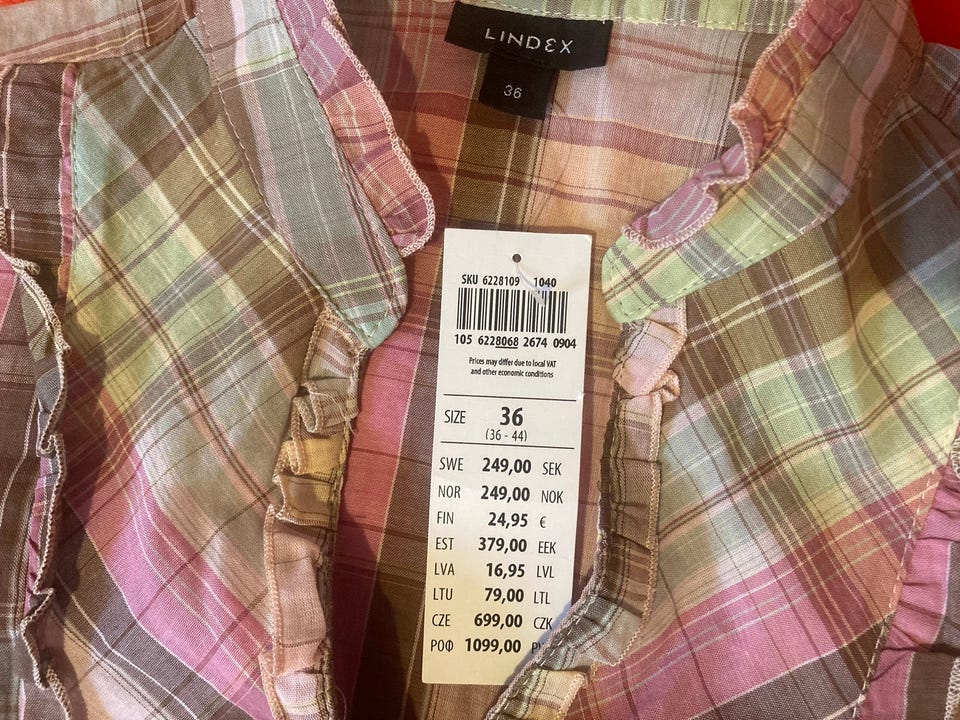 LINDEX
36
SKU 6228109 1040
105 6228068 2674 0904
Prices may differ due to local VAT
and other economic conditions
SIZE 36
(36 - 44)
SWE 249,00 SEK
NOR 249,00 NOK
FIN 24,95 €
EST 379,00 EEK
LVA 16,95 LVL
LTU 79,00 LTL
CZE 699,00 CZK
РОФ 1099,00